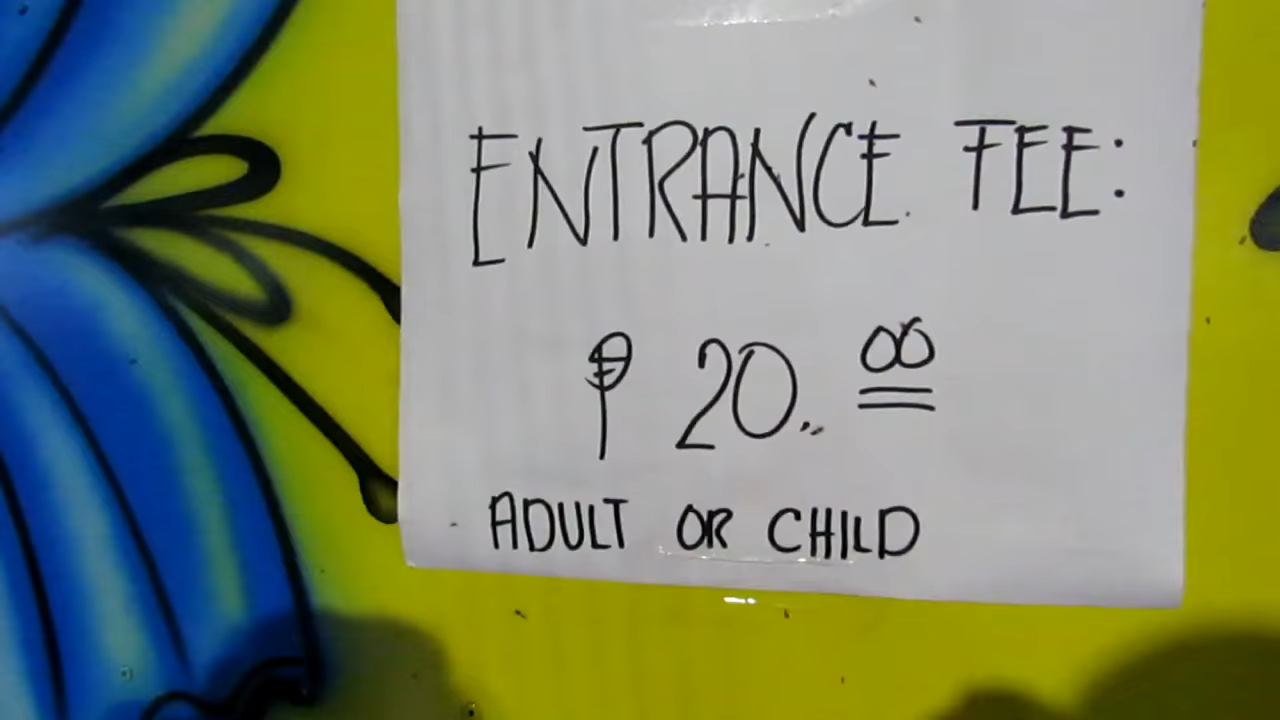 ENTRANCE FEE:
₱ 20.00
ADULT OR CHILD